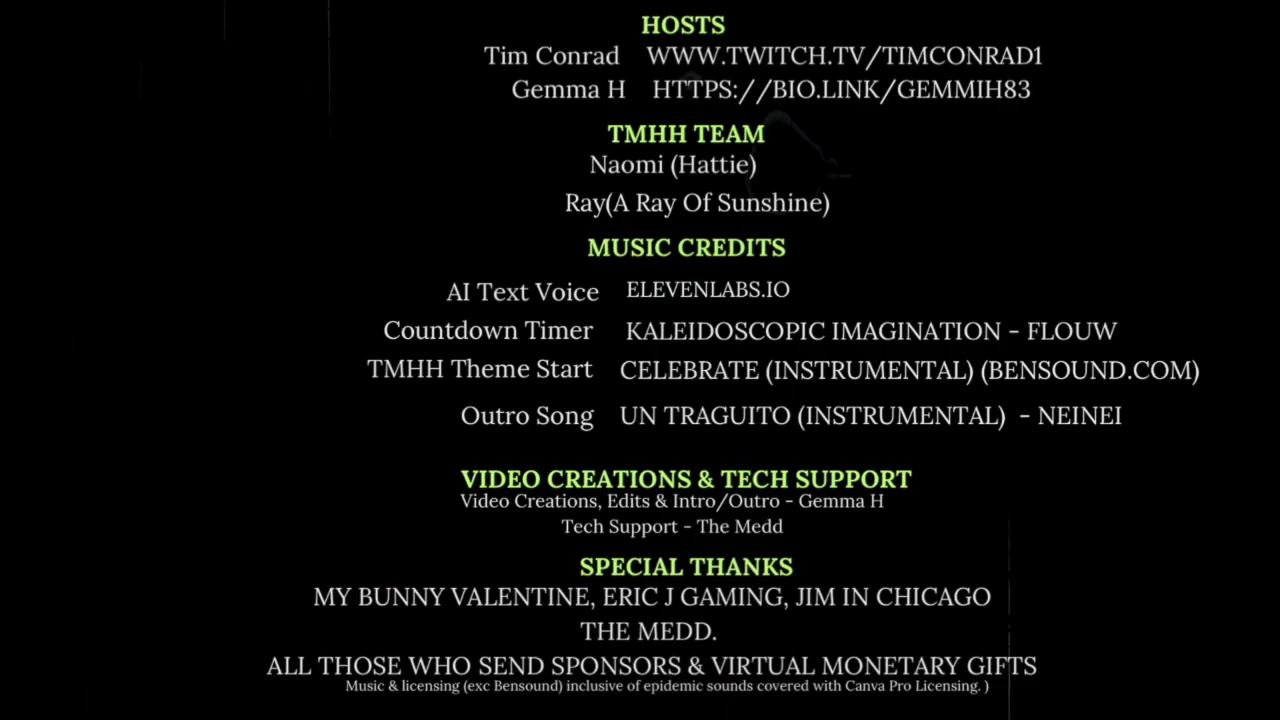 HOSTS
Tim Conrad WWW.TWITCH.TV/TIMCONRAD1
Gemma H HTTPS://BIO.LINK/GEMMIH83
TMHH TEAM
Naomi (Hattie)
Ray(A Ray Of Sunshine)
MUSIC CREDITS
AI Text Voice ELEVENLABS.IO
Countdown Timer KALEIDOSCOPIC IMAGINATION - FLOUW
TMHH Theme Start CELEBRATE (INSTRUMENTAL) (BENSOUND.COM)
Outro Song UN TRAGUITO (INSTRUMENTAL) - NEINEI
VIDEO CREATIONS & TECH SUPPORT
Video Creations, Edits & Intro/Outro - Gemma H
Tech Support - The Medd
SPECIAL THANKS
MY BUNNY VALENTINE, ERIC J GAMING, JIM IN CHICAGO
THE MEDD.
ALL THOSE WHO SEND SPONSORS & VIRTUAL MONETARY GIFTS
Music & licensing (exc Bensound) inclusive of epidemic sounds covered with Canva Pro Licensing. )